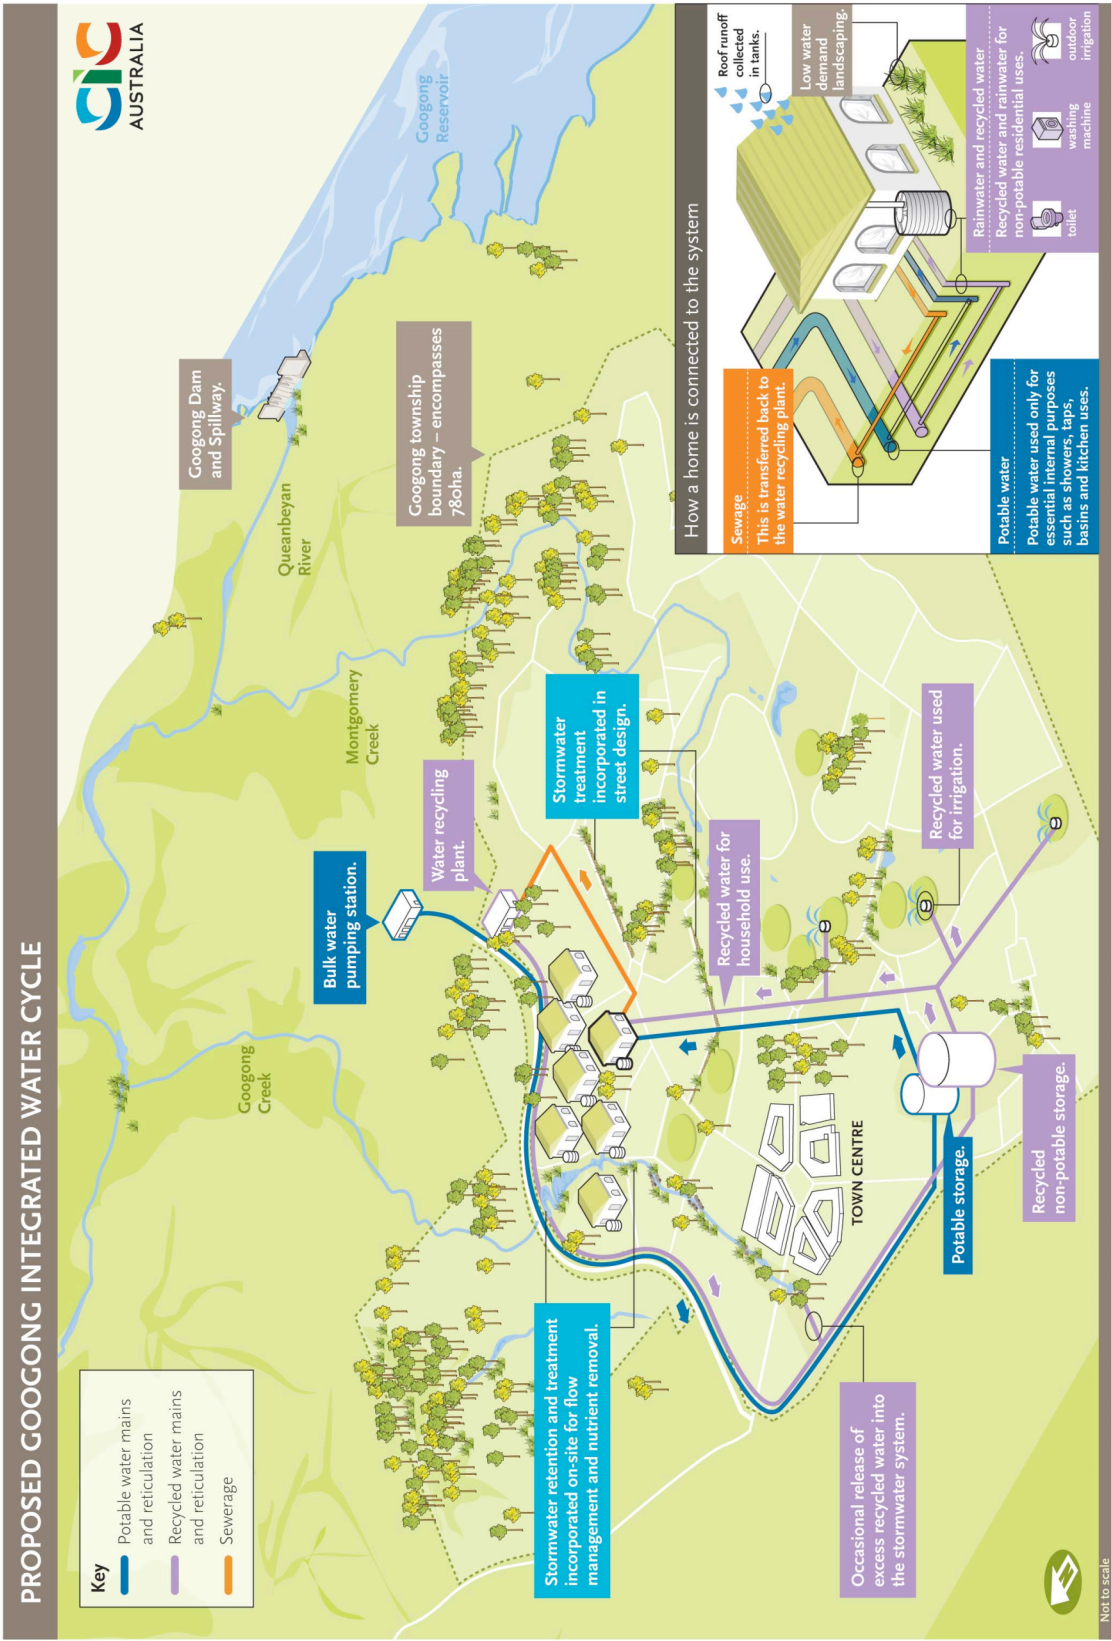 PROPOSED GOOGONG INTEGRATED WATER CYCLE
CIC
AUSTRALIA
Key
Potable water mains
and reticulation
Recycled water mains
and reticulation
Sewerage
Googong
Creek
Bulk water
pumping station.
Water recycling
plant.
Montgomery
Creek
Queanbeyan
River
Googong Dam
and Spillway.
Googong township
boundary – encompasses
780ha.
Googong
Reservoir
Stormwater retention and treatment
incorporated on-site for flow
management and nutrient removal.
Stormwater
treatment
incorporated in
street design.
Recycled water for
household use.
TOWN CENTRE
Occasional release of
excess recycled water into
the stormwater system.
Potable storage.
Recycled
non-potable storage.
Recycled water used
for irrigation.
How a home is connected to the system
Roof runoff
collected
in tanks.
Low water
demand
landscaping.
Sewage
This is transferred back to
the water recycling plant.
Potable water
Potable water used only for
essential internal purposes
such as showers, taps,
basins and kitchen uses.
Rainwater and recycled water
Recycled water and rainwater for
non-potable residential uses.
toilet
washing
machine
outdoor
irrigation
Not to scale